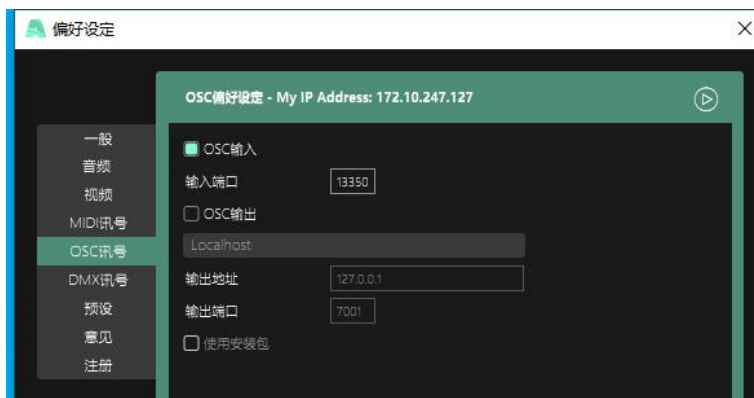 偏好设定
OSC偏好设定 - My IP Address: 172.10.247.127
一般
音频
视频
MIDI讯号
OSC讯号
DMX讯号
预设
意见
注册
OSC输入
输入端口 13350
OSC输出
Localhost
输出地址 127.0.0.1
输出端口 7001
使用安装包